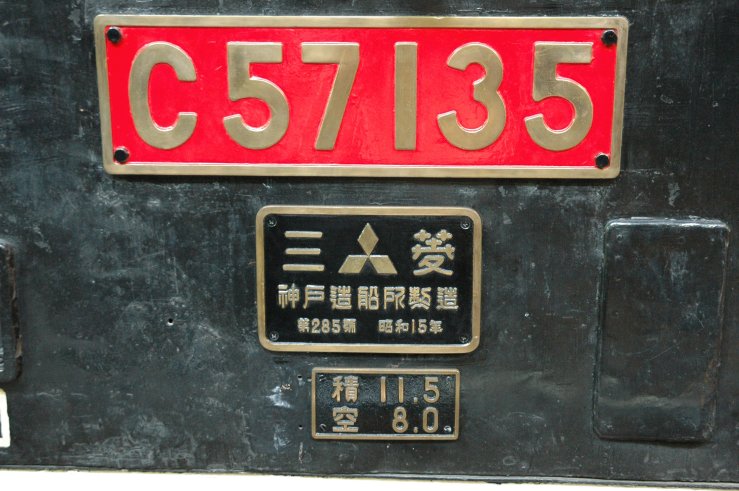 C57135
三菱
神戸造船所製造
第285號 昭和15年
積 11.5
空 8.0